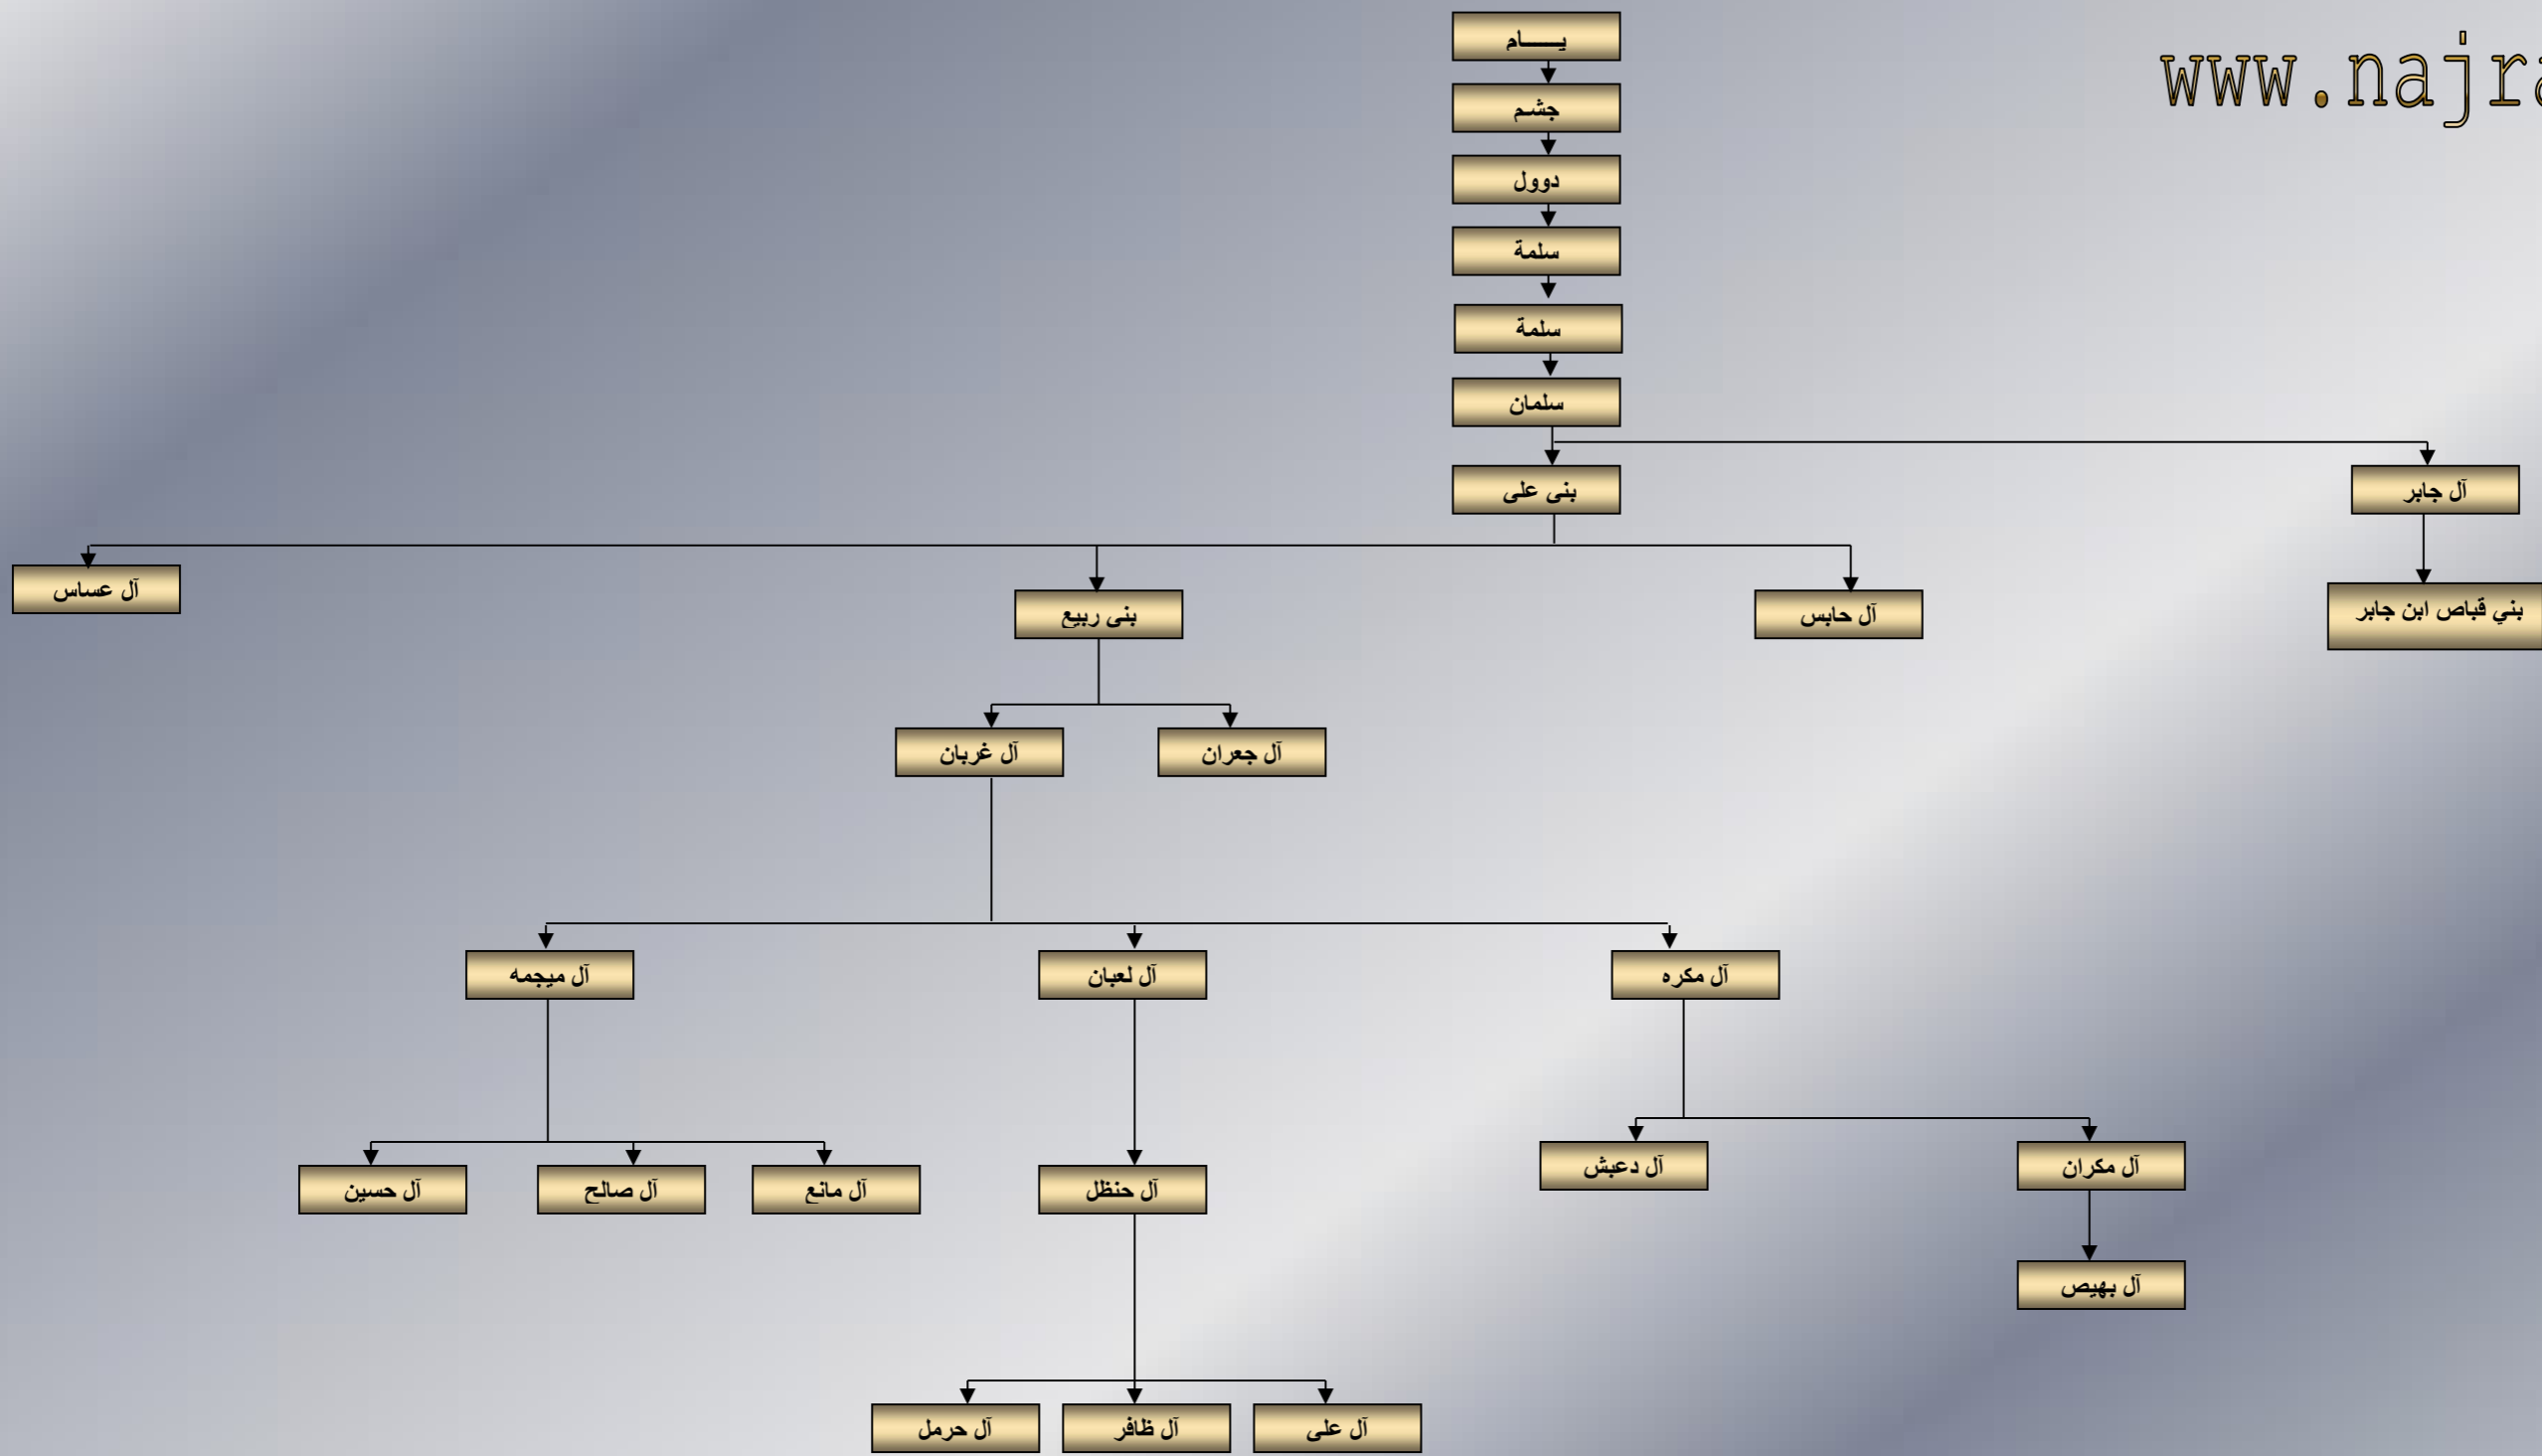 يـــــام
www.najra
جشم
دوول
سلمة
سلمة
سلمان
بنى على
آل جابر
آل عساس
بنى ربيع
آل حابس
بني قباص ابن جابر
آل غربان
آل جعران
آل ميجمه
آل لعبان
آل مكره
آل حسين
آل صالح
آل مانع
آل حنظل
آل دعبش
آل مكران
آل بهيص
آل حرمل
آل ظافر
آل على